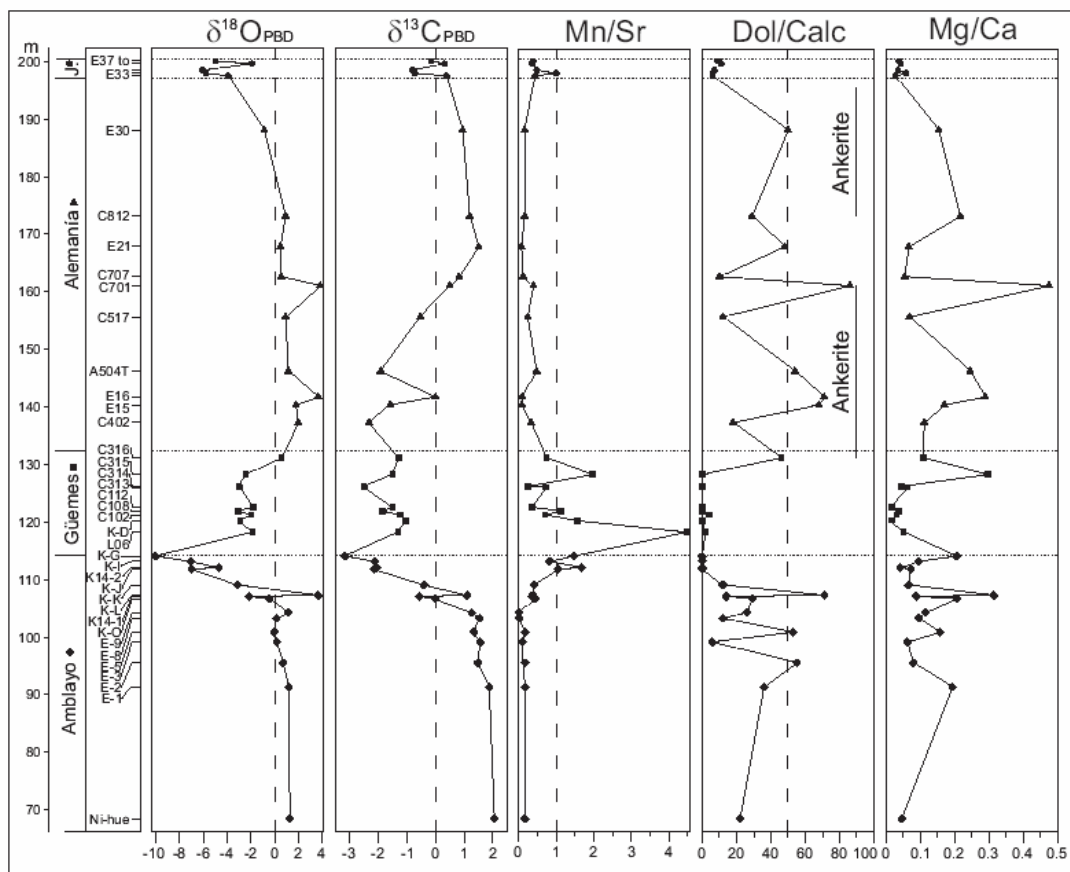 δ18OPBD
δ13CPBD
Mn/Sr
Dol/Calc
Mg/Ca
m
200
190
180
170
160
150
140
130
120
110
100
90
80
70
J.
Alemanía
Güemes
Amblayo
E37 to
E33
E30
C812
E21
C707
C701
C517
A504T
E16
E15
C402
C316
C315
C314
C313
C112
C108
C102
K-D
L06
K-G
K-I
K14-2
K-J
K-K
K-L
K14-1
K-O
E-9
E-8
E-5
E-3
E-2
E-1
Ni-hue
Ankerite
Ankerite
-10 -8 -6 -4 -2 0 2 4
-3 -2 -1 0 1 2
0 1 2 4
0 20 40 60 80 100
0 0.1 0.2 0.3 0.4 0.5